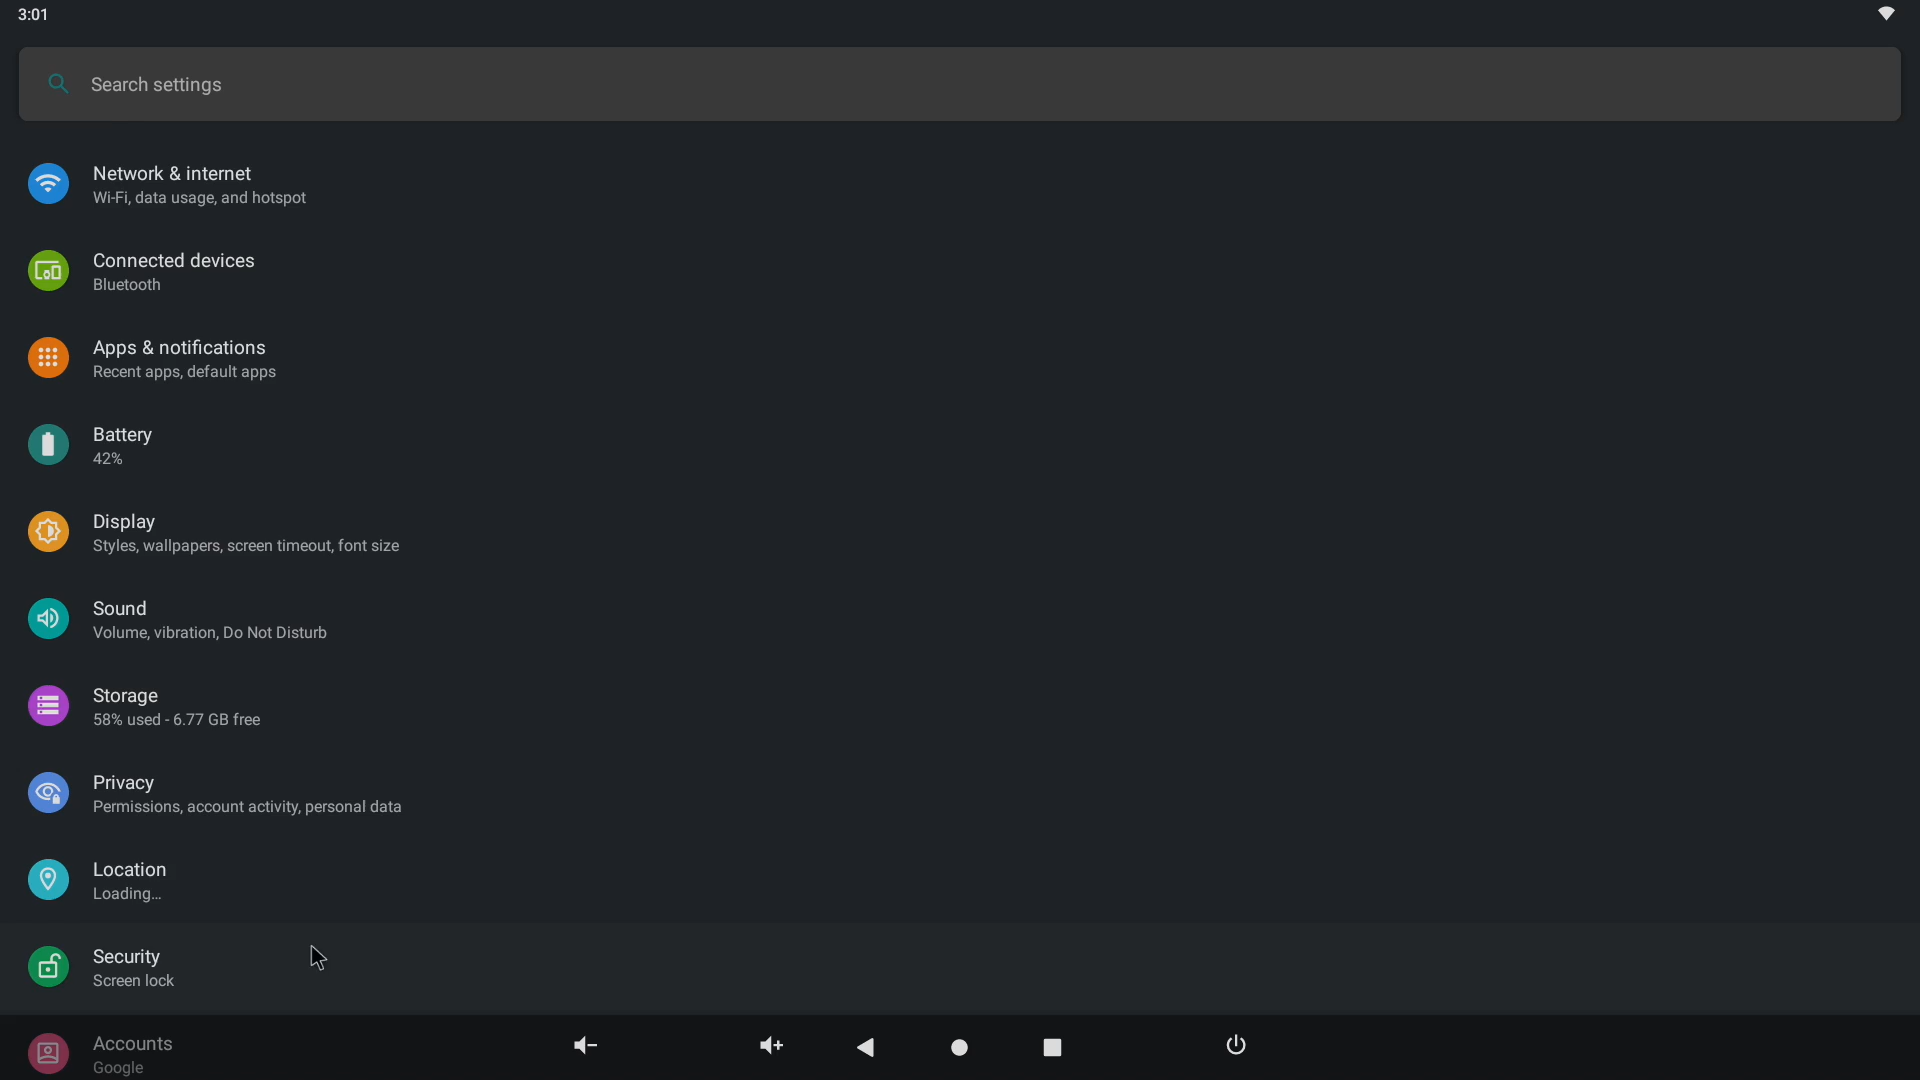 3:01
Search settings
Network & internet
Wi-Fi, data usage, and hotspot
Connected devices
Bluetooth
Apps & notifications
Recent apps, default apps
Battery
42%
Display
Styles, wallpapers, screen timeout, font size
Sound
Volume, vibration, Do Not Disturb
Storage
58% used - 6.77 GB free
Privacy
Permissions, account activity, personal data
Location
Loading…
Security
Screen lock
Accounts
Google